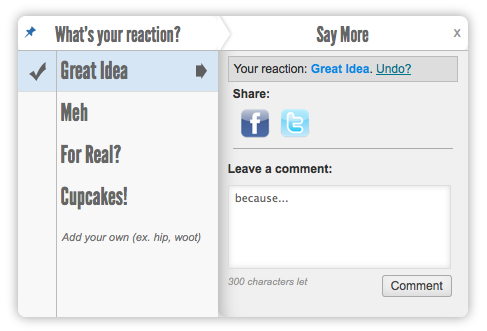 What's your reaction?
Say More
x
Great Idea
Meh
For Real?
Cupcakes!
Add your own (ex. hip, woot)
Your reaction: Great Idea. Undo?
Share:
f
t
Leave a comment:
because...
300 characters let
Comment